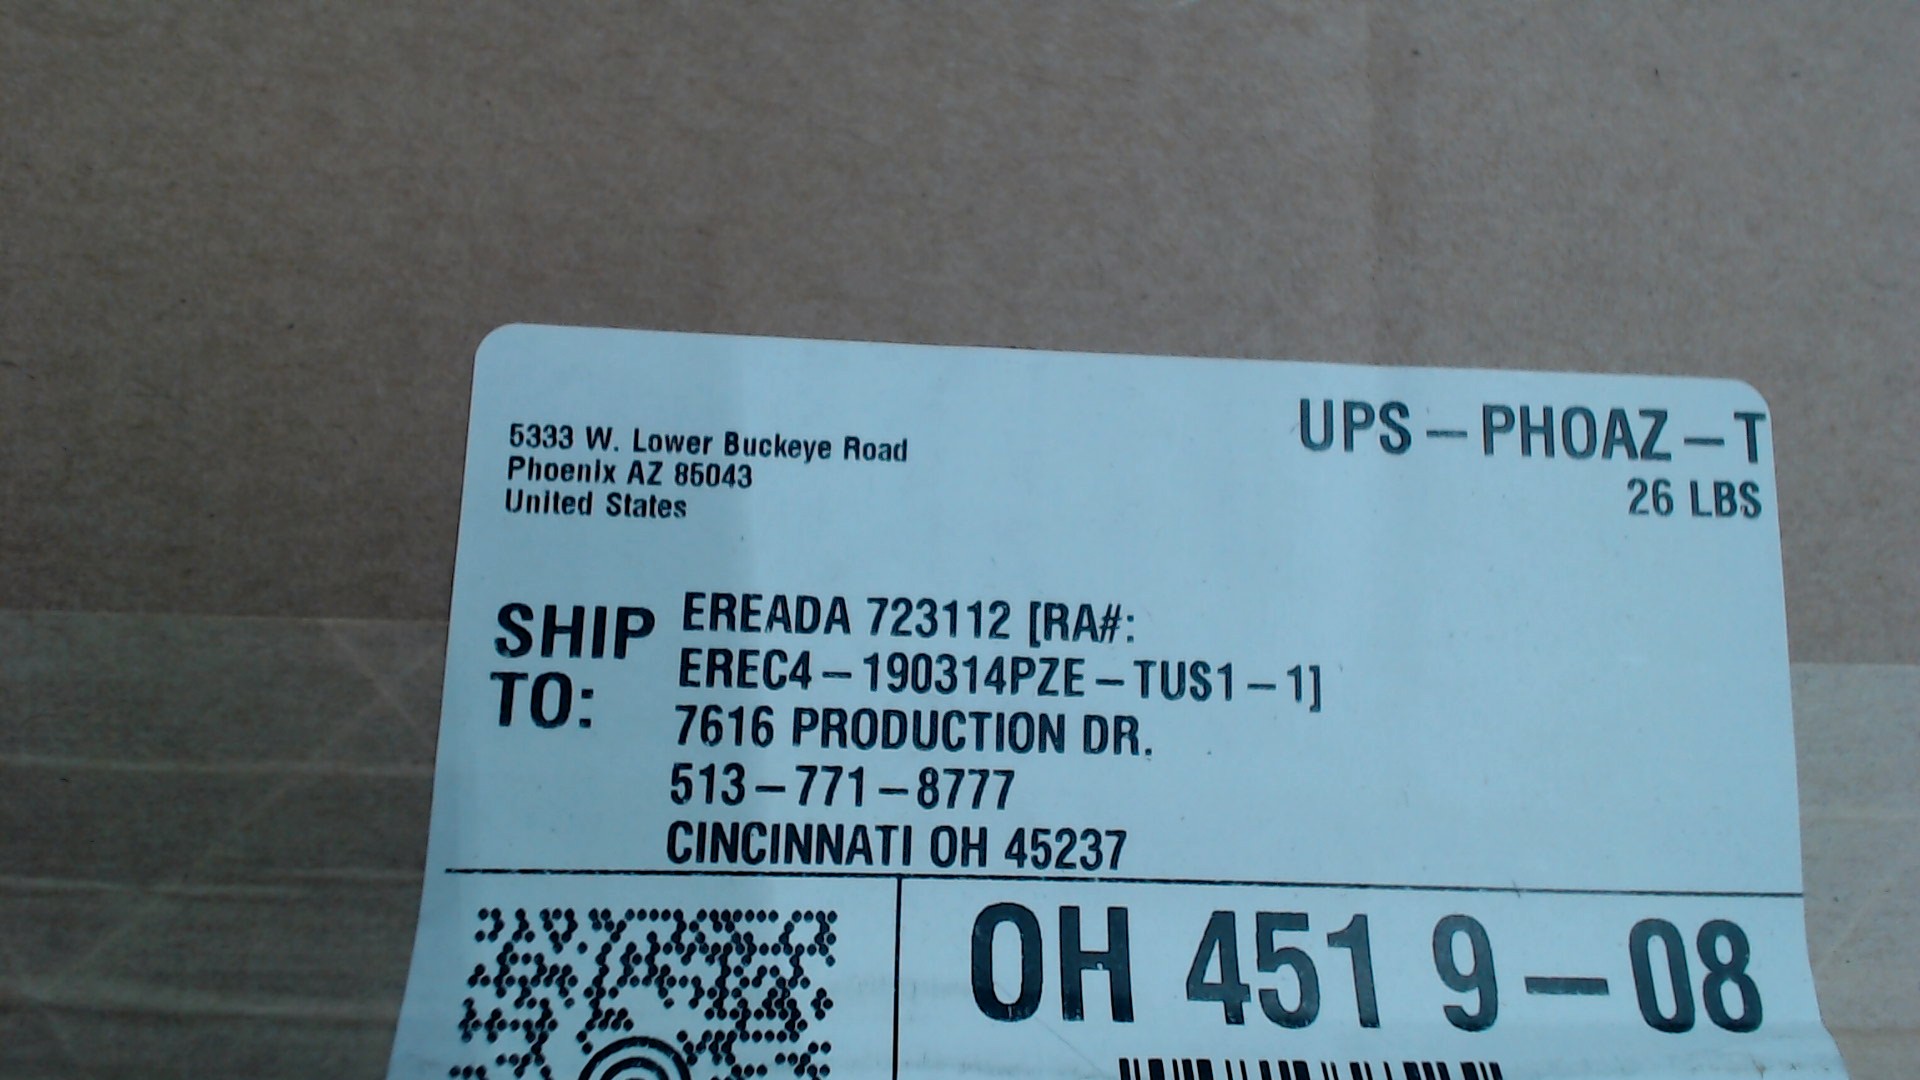 5333 W. Lower Buckeye Road
Phoenix AZ 85043
United States
UPS-PHOAZ-T
26 LBS
SHIP TO:
EREADA 723112 [RA#:
EREC4-190314PZE-TUS1-1]
7616 PRODUCTION DR.
513-771-8777
CINCINNATI OH 45237
OH 451 9-08